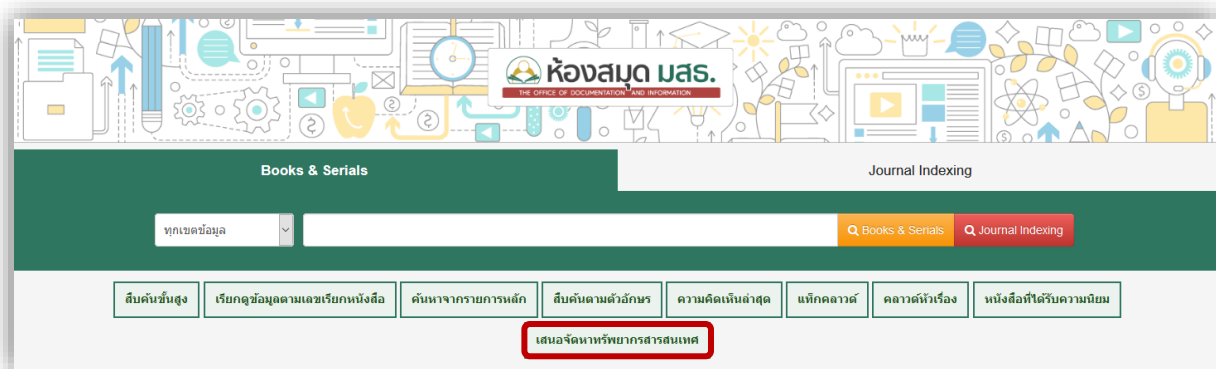 ห้องสมุด มสธ.
THE OFFICE OF DOCUMENTATION AND INFORMATION
Books & Serials
Journal Indexing
ทุกเขตข้อมูล
Books & Serials
Journal Indexing
สืบค้นขั้นสูง
เรียกดูข้อมูลตามเลขเรียกหนังสือ
ค้นหาจากรายการหลัก
สืบค้นตามตัวอักษร
ความคิดเห็นล่าสุด
แท็กคลาวด์
คลาวด์หัวเรื่อง
หนังสือที่ได้รับความนิยม
เสนอจัดหาทรัพยากรสารสนเทศ